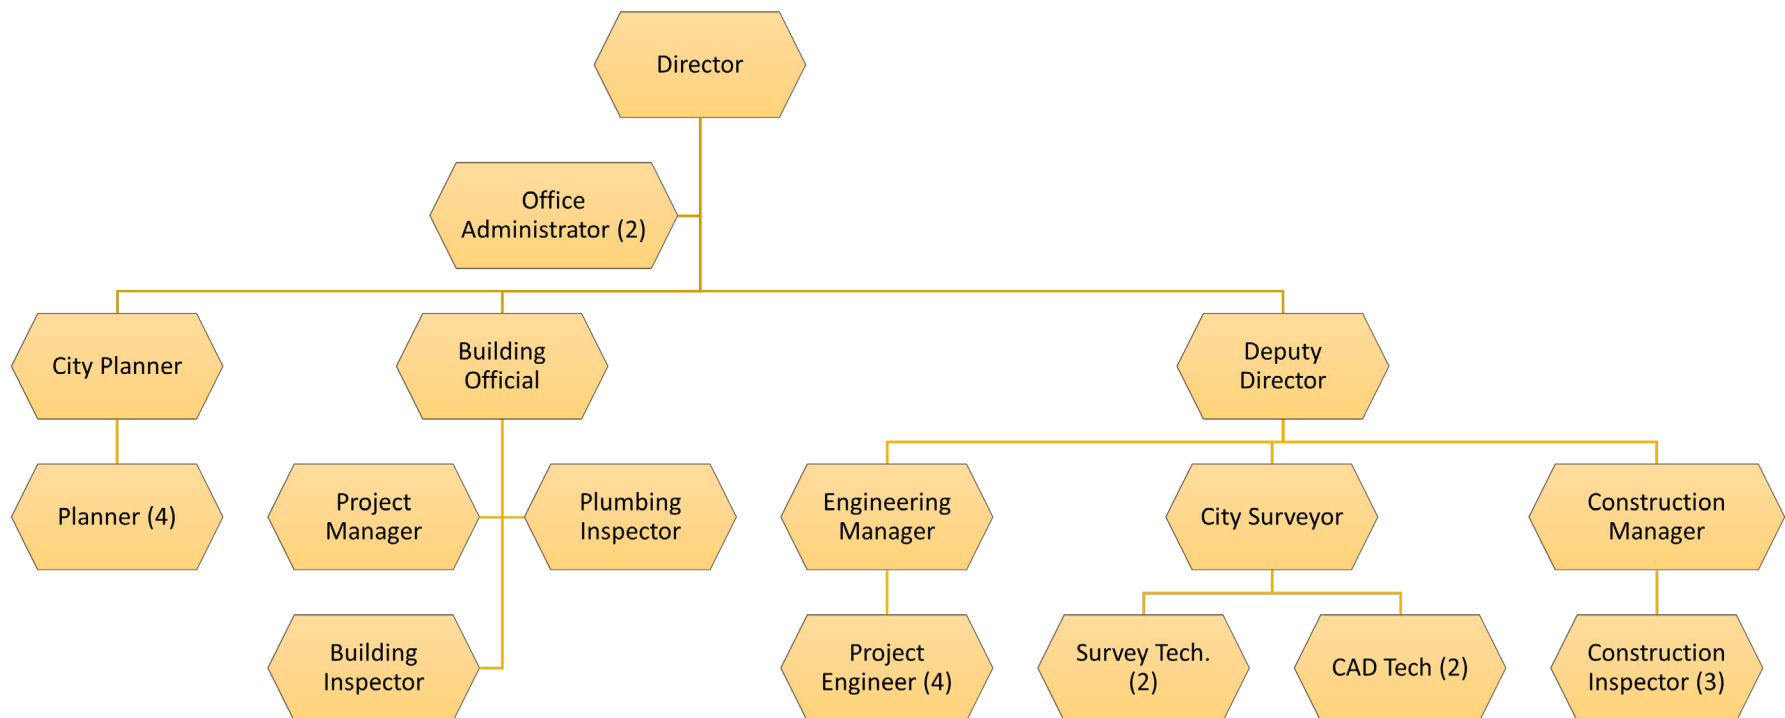 Director
Office
Administrator (2)
City Planner
Building
Official
Deputy
Director
Planner (4)
Project
Manager
Plumbing
Inspector
Engineering
Manager
City Surveyor
Construction
Manager
Building
Inspector
Project
Engineer (4)
Survey Tech.
(2)
CAD Tech (2)
Construction
Inspector (3)